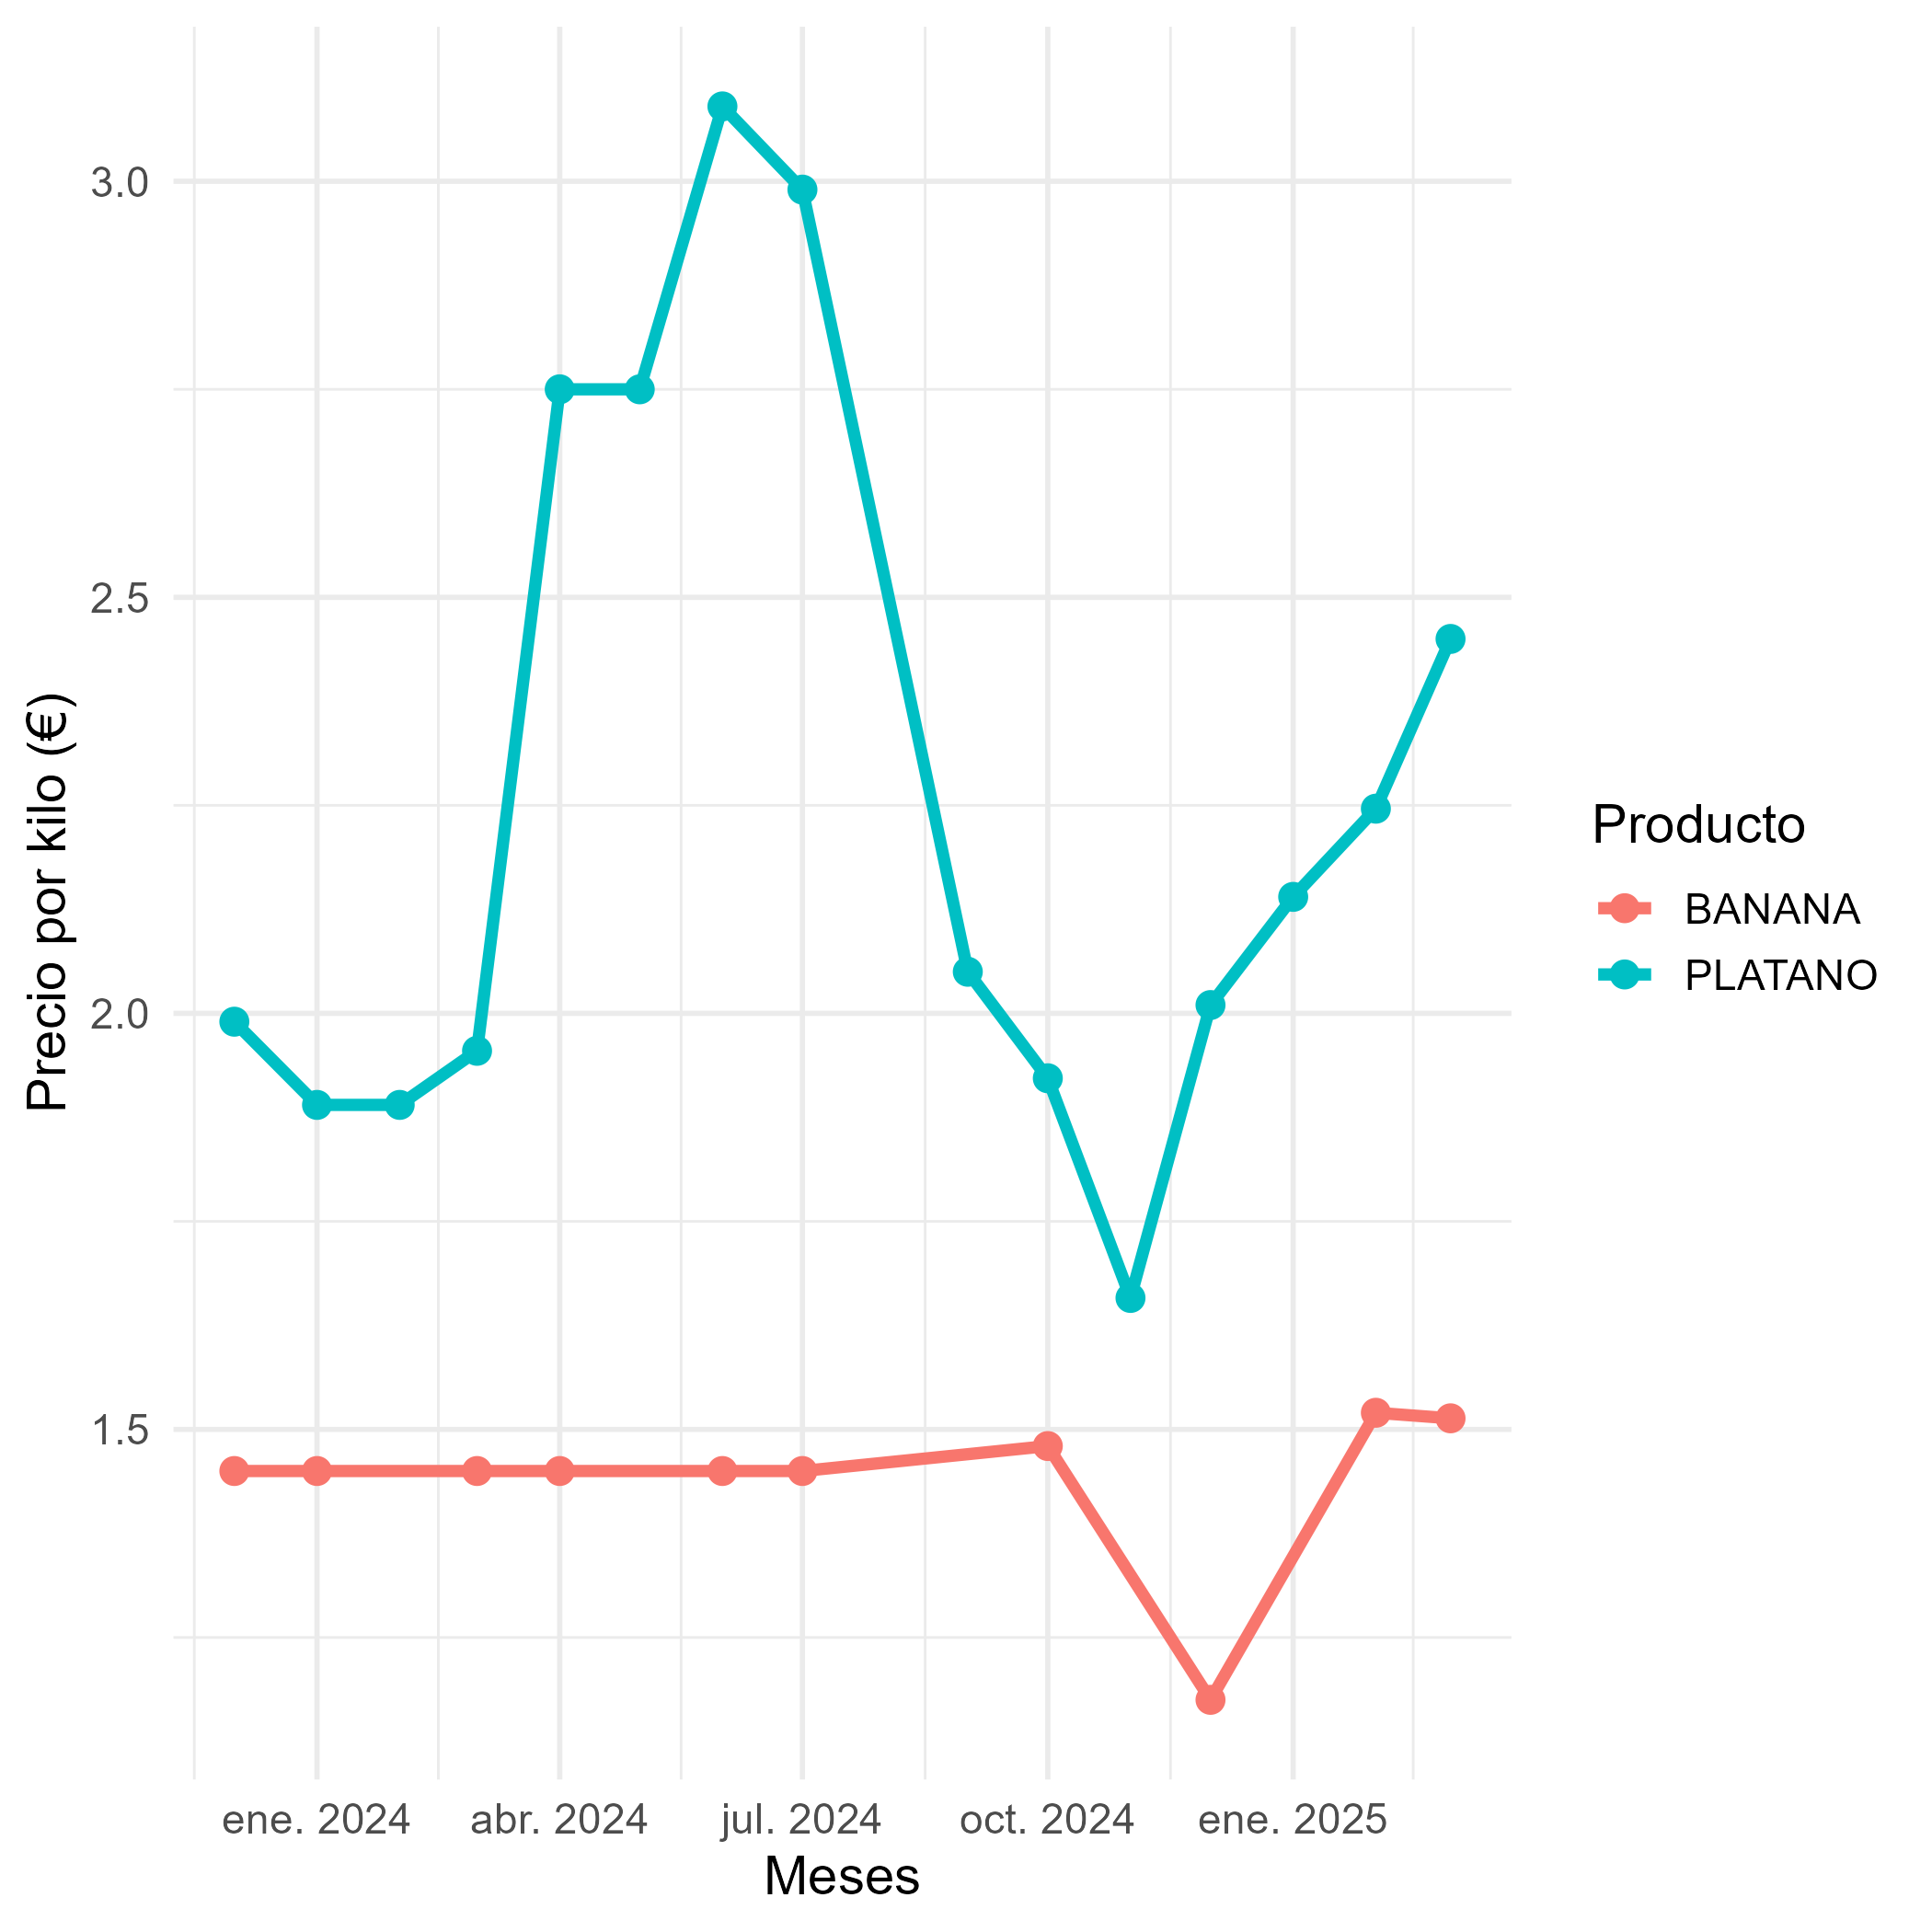 3.0
2.5
2.0
1.5
Precio por kilo (€)
ene. 2024
abr. 2024
jul. 2024
oct. 2024
ene. 2025
Meses
Producto
BANANA
PLATANO